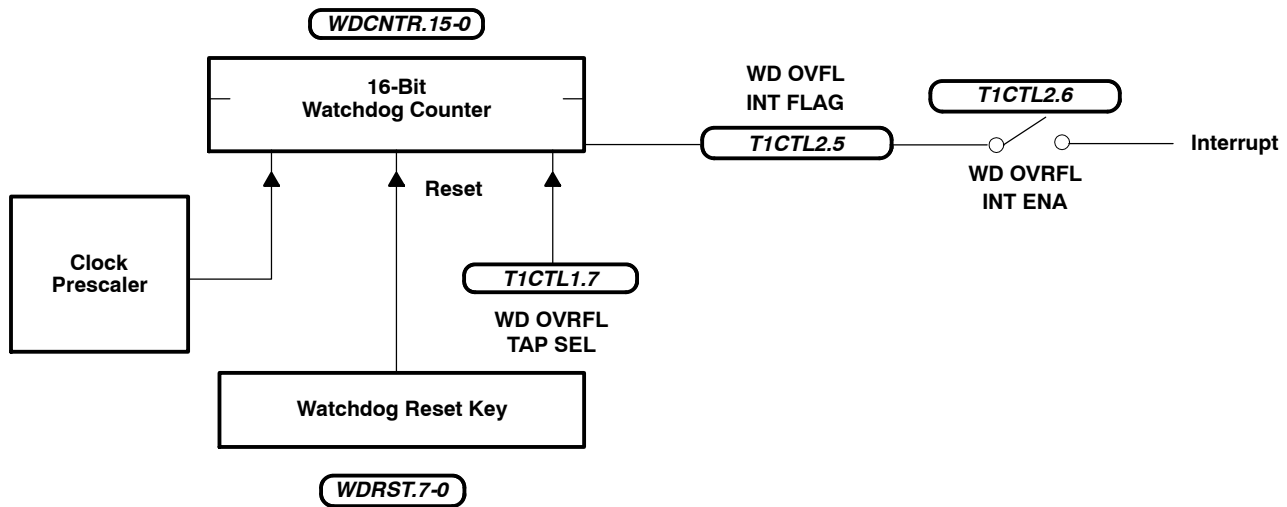 WDCNTR.15-0
16-Bit
Watchdog Counter
WD OVFL
INT FLAG
T1CTL2.5
T1CTL2.6
WD OVRFL
INT ENA
Interrupt
Reset
Clock
Prescaler
T1CTL1.7
WD OVRFL
TAP SEL
Watchdog Reset Key
WDRST.7-0